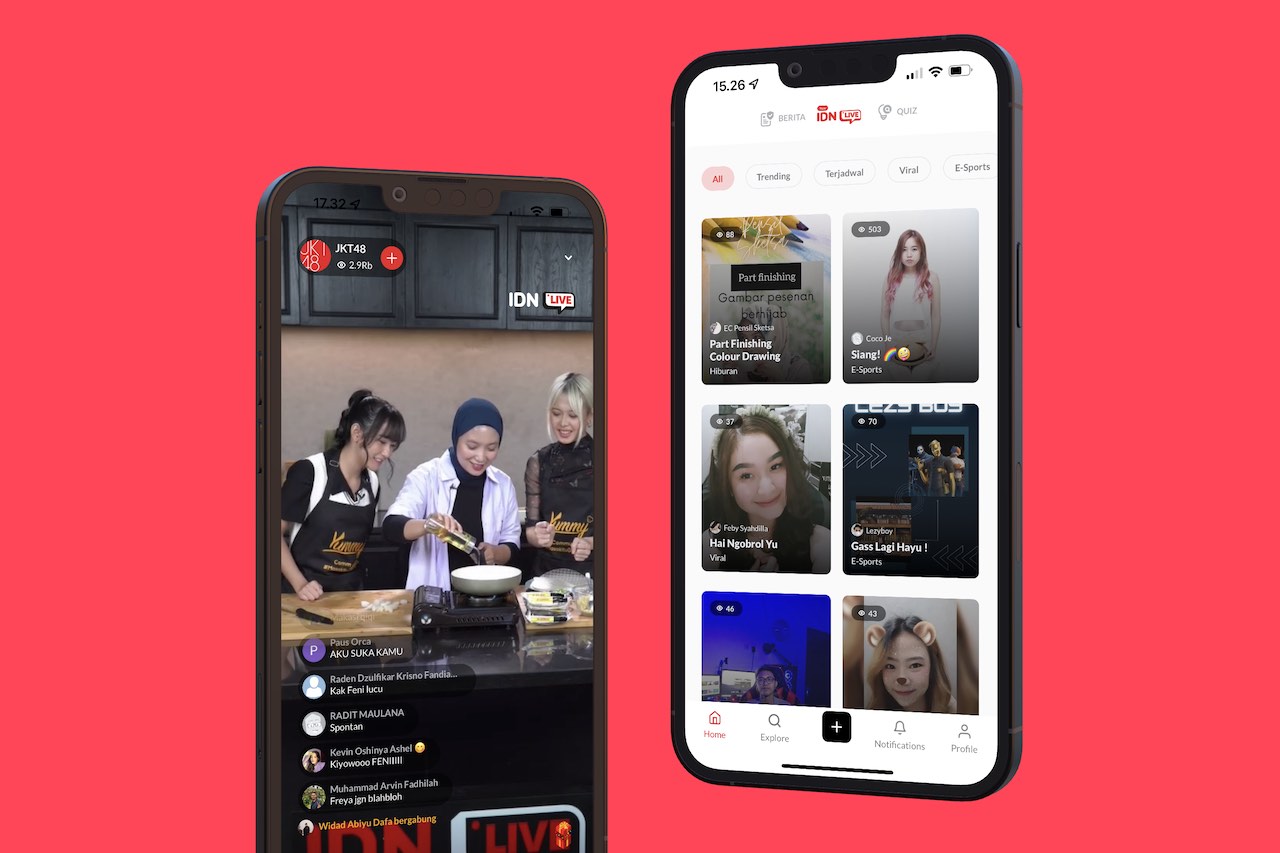 17.32
JKT48
JKT48
2.9Rb
IDN LIVE
Yummy
Yummy
Paus Orca
AKU SUKA KAMU
Raden Dzulfikar Krisno Fandia...
Kak Feni lucu
RADIT MAULANA
Spontan
Kevin Oshinya Ashel 😄
Kiyowooo FENIIIII
Muhammad Arvin Fadhilah
Freya jgn blahbloh
Widad Abiyu Dafa bergabung
IDN LIVE
15.26
BERITA
IDN LIVE
QUIZ
All
Trending
Terjadwal
Viral
E-Sports
88
Part finishing
Gambar pesenan
berhijab
EC Pensil Sketsa
Part Finishing
Colour Drawing
Hiburan
503
Coco Je
Siang! 🌈🤪
E-Sports
37
Feby Syahdilla
Hai Ngobrol Yu
Viral
LEZY BOY
70
Lezyboy
Gass Lagi Hayu !
E-Sports
46
43
Home
Explore
Notifications
Profile